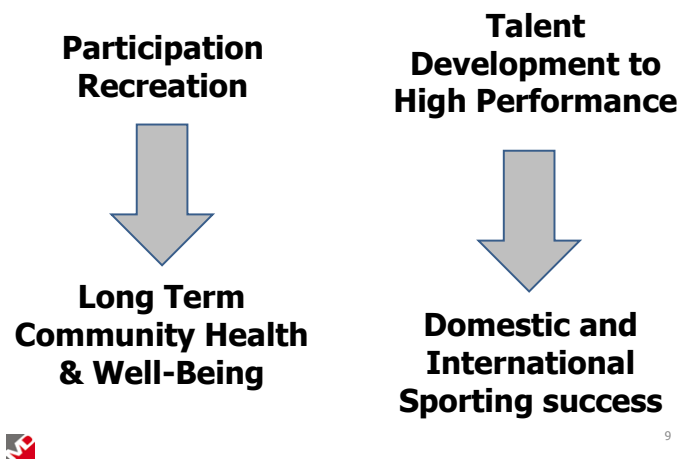 Participation
Recreation
Talent
Development to
High Performance
Long Term
Community Health
& Well-Being
Domestic and
International
Sporting success
9